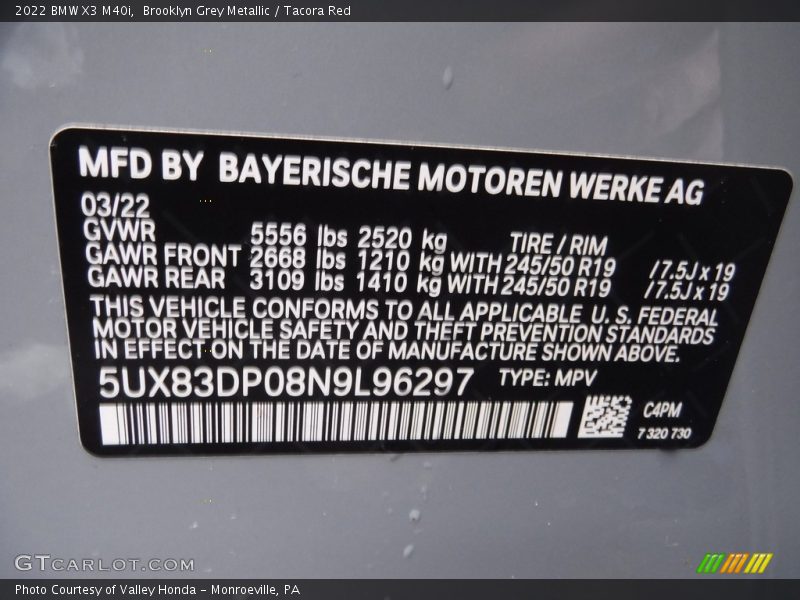 2022 BMW X3 M40i,  Brooklyn Grey Metallic / Tacora Red
MFD BY BAYERISCHE MOTOREN WERKE AG
03/22
GVWR 5556 lbs 2520 kg TIRE / RIM
GAWR FRONT 2668 lbs 1210 kg WITH 245/50 R19 /7.5J x 19
GAWR REAR 3109 lbs 1410 kg WITH 245/50 R19 /7.5J x 19
THIS VEHICLE CONFORMS TO ALL APPLICABLE U. S. FEDERAL
MOTOR VEHICLE SAFETY AND THEFT PREVENTION STANDARDS
IN EFFECT ON THE DATE OF MANUFACTURE SHOWN ABOVE.
5UX83DP08N9L96297 TYPE: MPV
C4PM
7 320 730
GTCARLOT.COM
Photo Courtesy of Valley Honda - Monroeville, PA